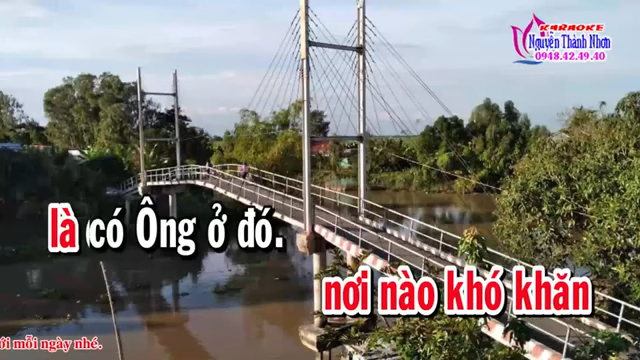 KARAOKE
Nguyễn Thành Nhơn
0948.42.49.40
là có Ông ở đó.
nơi nào khó khăn
ới mỗi ngày nhé.